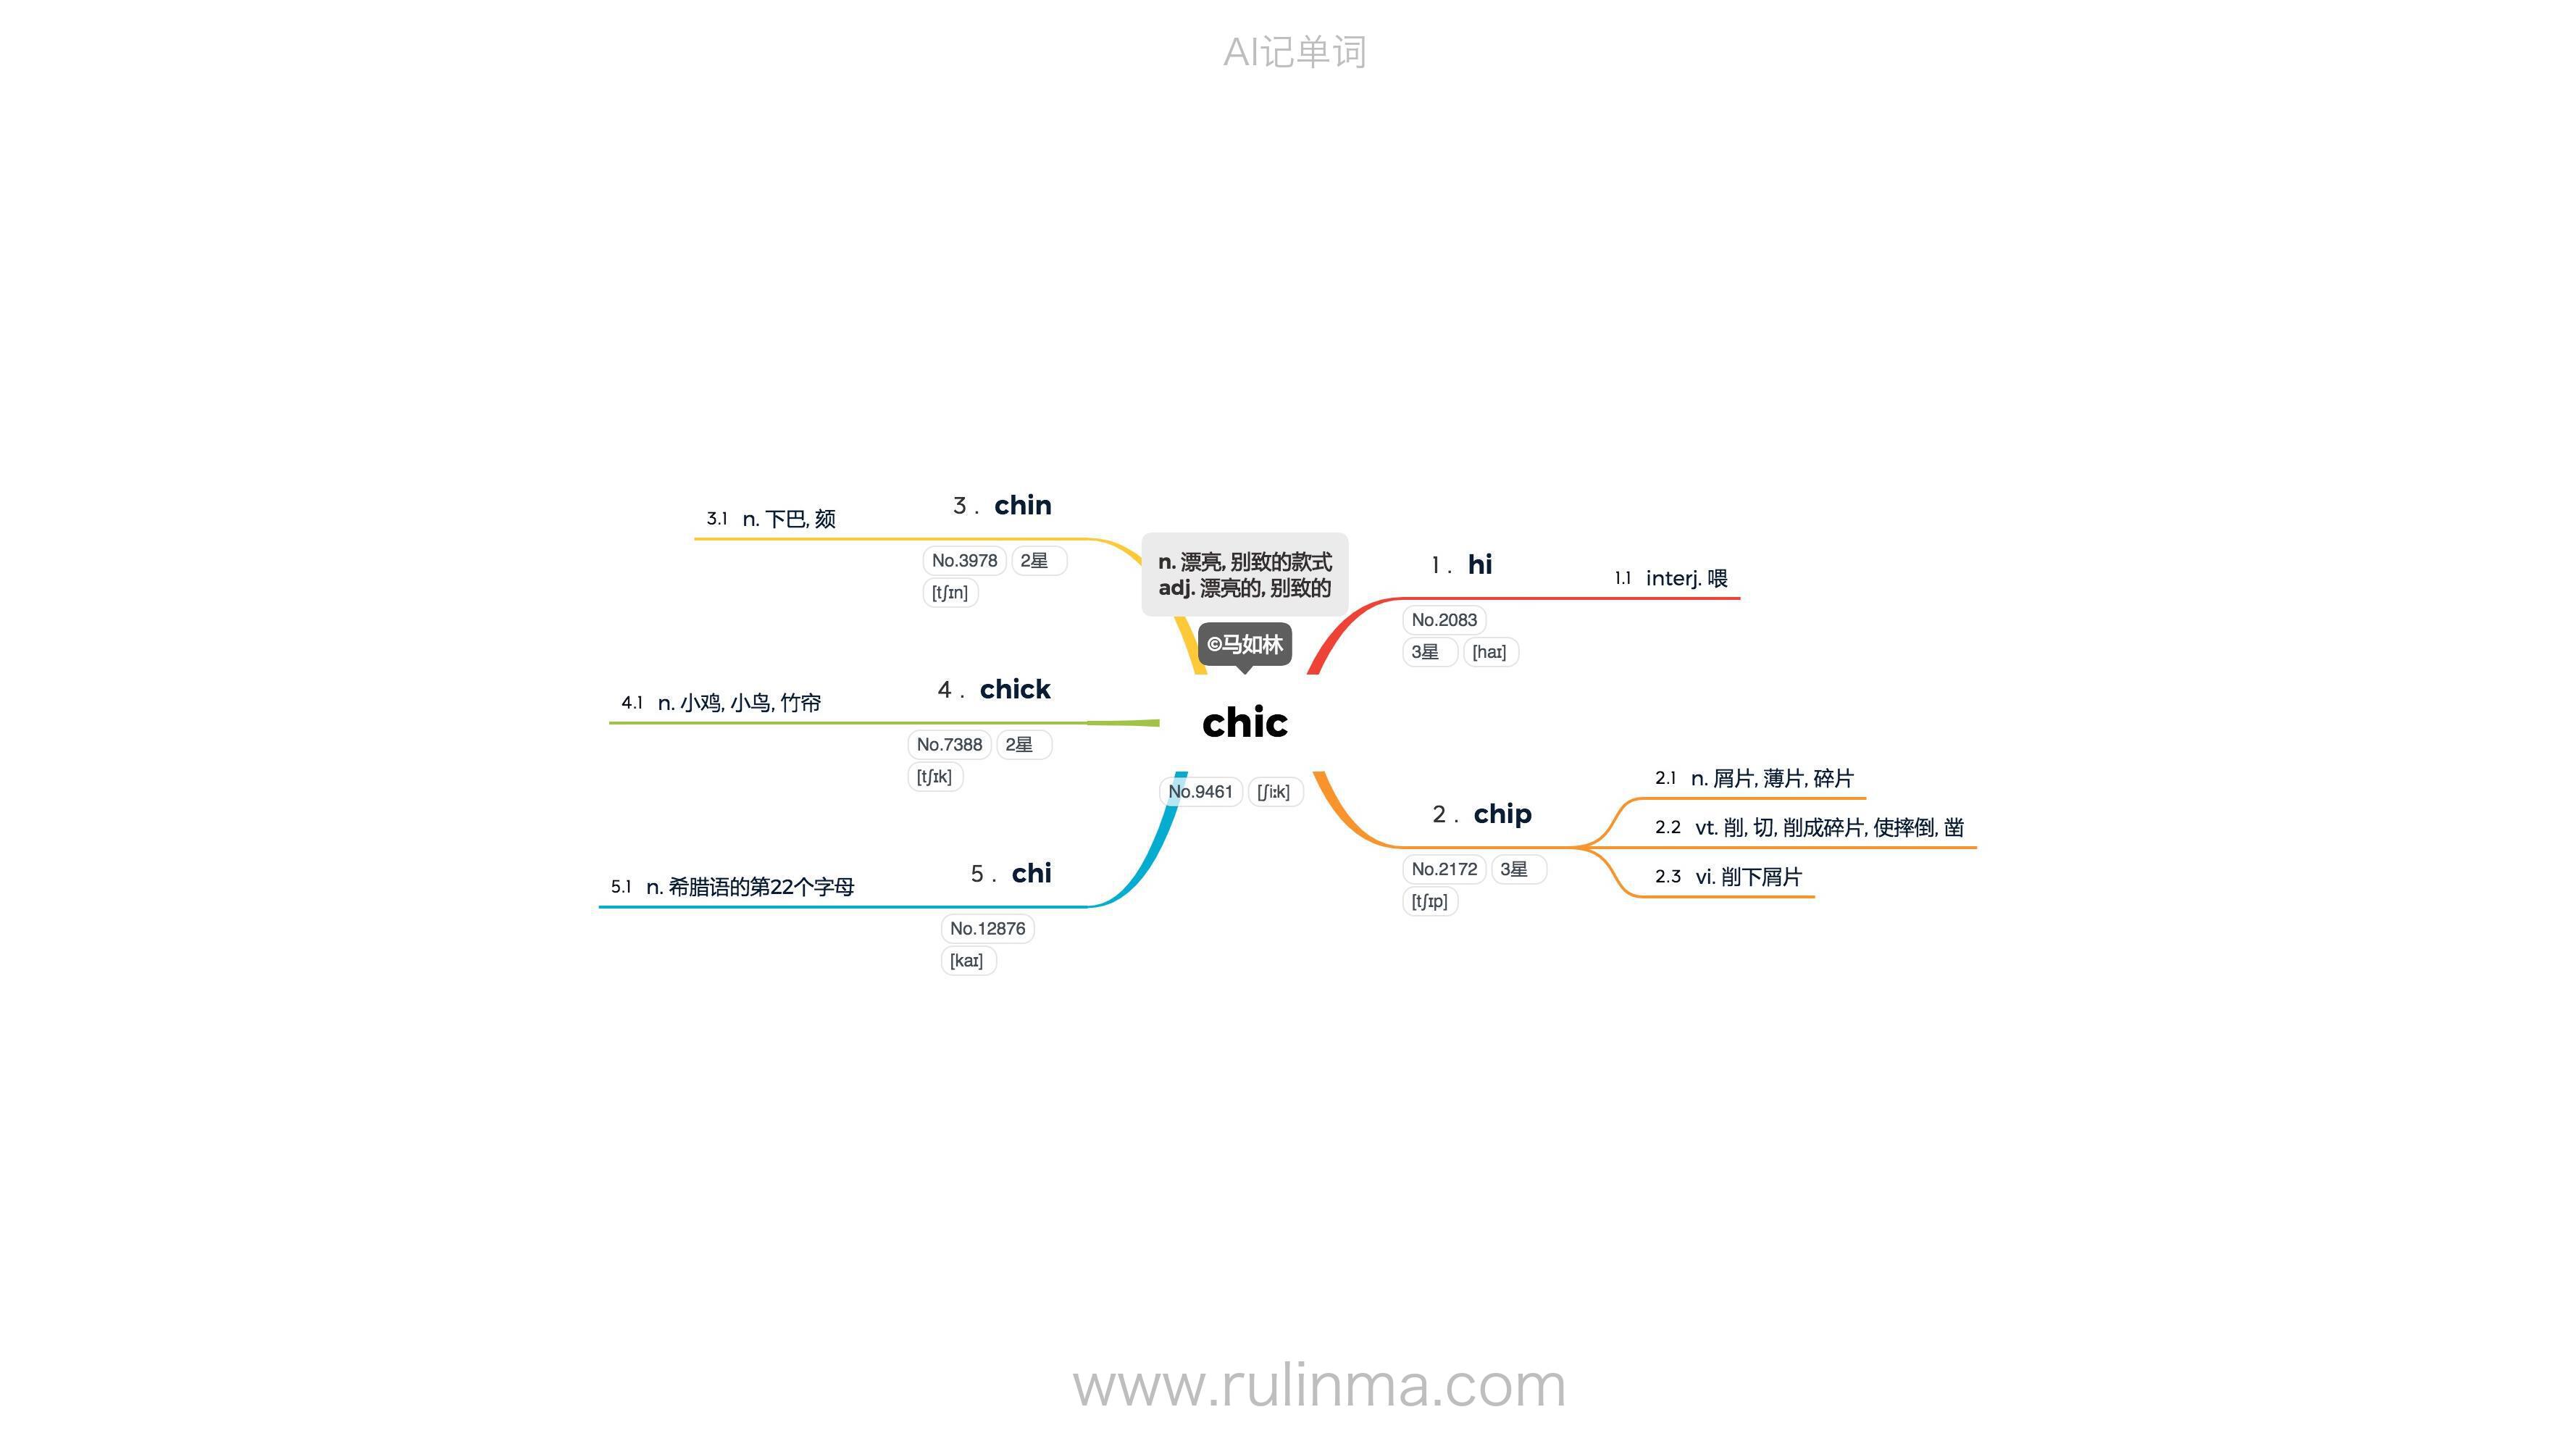 AI记单词
n. 漂亮, 别致的款式
adj. 漂亮的, 别致的
©马如林
chic
No.9461 [ʃiːk]
1 . hi
No.2083
3星 [haɪ]
1.1 interj. 喂
2 . chip
No.2172 3星
[tʃɪp]
2.1 n. 屑片, 薄片, 碎片
2.2 vt. 削, 切, 削成碎片, 使摔倒, 凿
2.3 vi. 削下屑片
3 . chin
No.3978 2星
[tʃɪn]
3.1 n. 下巴, 颏
4 . chick
No.7388 2星
[tʃɪk]
4.1 n. 小鸡, 小鸟, 竹帘
5 . chi
No.12876
[kaɪ]
5.1 n. 希腊语的第22个字母
www.rulinma.com